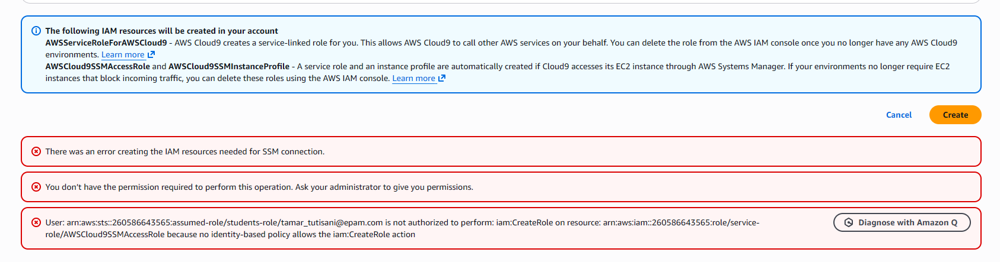 The following IAM resources will be created in your account
AWSServiceRoleForAWSCloud9 - AWS Cloud9 creates a service-linked role for you. This allows AWS Cloud9 to call other AWS services on your behalf. You can delete the role from the AWS IAM console once you no longer have any AWS Cloud9
environments. Learn more
AWSCloud9SSMAccessRole and AWSCloud9SSMInstanceProfile - A service role and an instance profile are automatically created if Cloud9 accesses its EC2 instance through AWS Systems Manager. If your environments no longer require EC2
instances that block incoming traffic, you can delete these roles using the AWS IAM console. Learn more
Cancel Create
There was an error creating the IAM resources needed for SSM connection.
You don't have the permission required to perform this operation. Ask your administrator to give you permissions.
User: arn:aws:sts::260586643565:assumed-role/students-role/tamar_tutisani@epam.com is not authorized to perform: iam:CreateRole on resource: arn:aws:iam::260586643565:role/service-
role/AWSCloud9SSMAccessRole because no identity-based policy allows the iam:CreateRole action
Diagnose with Amazon Q